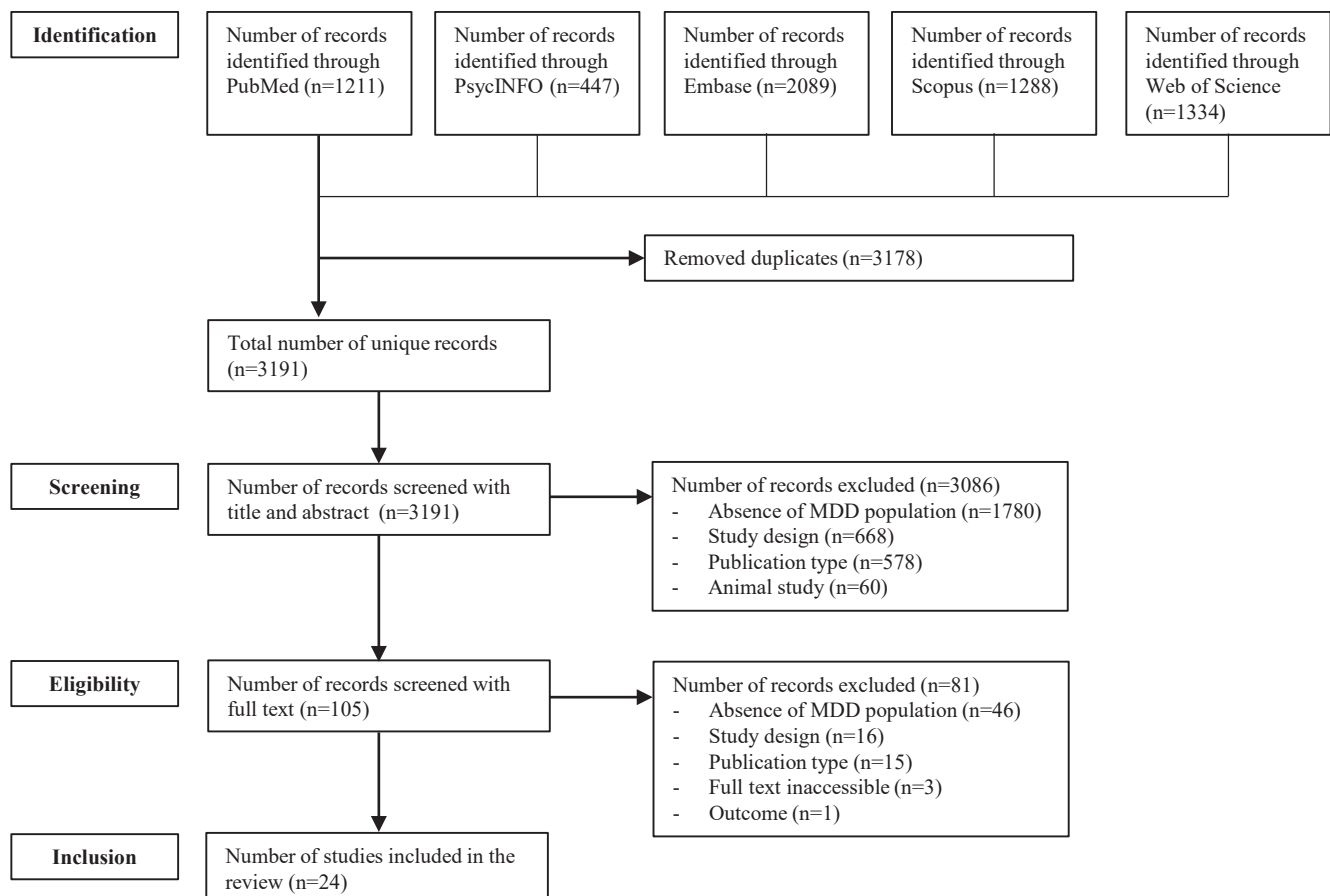 Identification
Number of records
identified through
PubMed (n=1211)
Number of records
identified through
PsycINFO (n=447)
Number of records
identified through
Embase (n=2089)
Number of records
identified through
Scopus (n=1288)
Number of records
identified through
Web of Science
(n=1334)
Removed duplicates (n=3178)
Total number of unique records
(n=3191)
Screening
Number of records screened with
title and abstract (n=3191)
Number of records excluded (n=3086)
- Absence of MDD population (n=1780)
- Study design (n=668)
- Publication type (n=578)
- Animal study (n=60)
Eligibility
Number of records screened with
full text (n=105)
Number of records excluded (n=81)
- Absence of MDD population (n=46)
- Study design (n=16)
- Publication type (n=15)
- Full text inaccessible (n=3)
- Outcome (n=1)
Inclusion
Number of studies included in the
review (n=24)